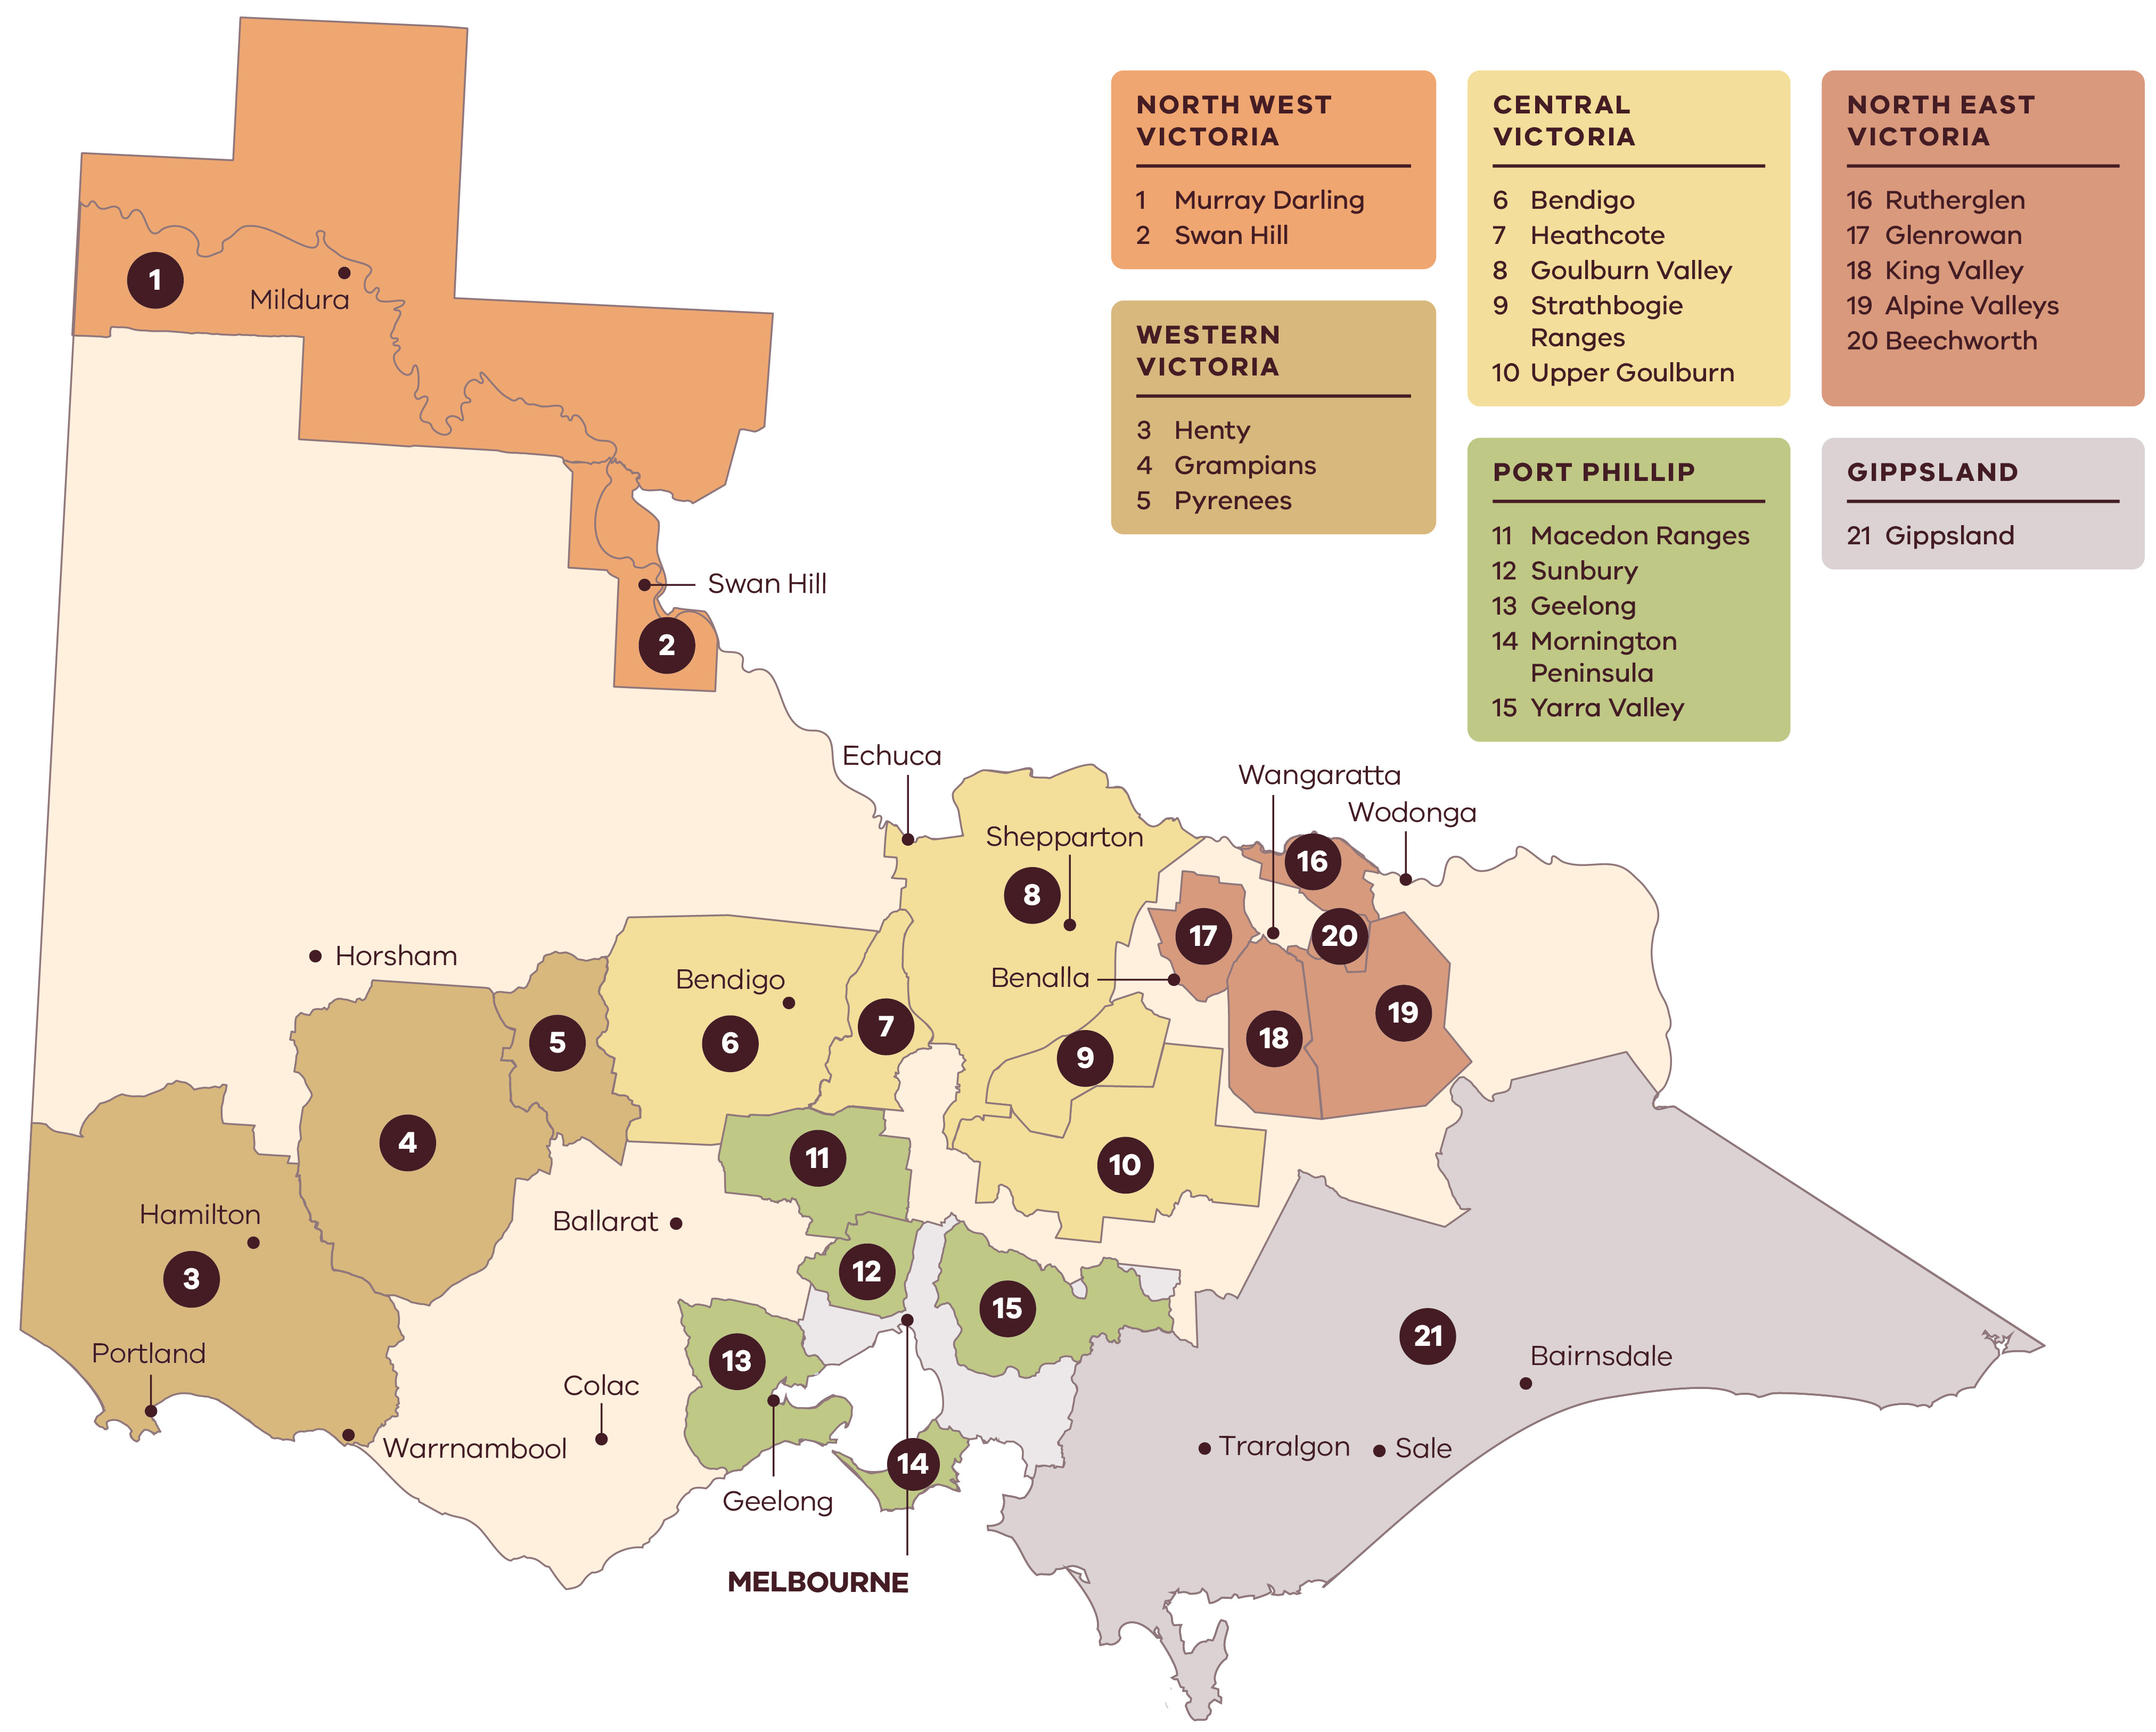 NORTH WEST
VICTORIA
1 Murray Darling
2 Swan Hill
WESTERN
VICTORIA
3 Henty
4 Grampians
5 Pyrenees
CENTRAL
VICTORIA
6 Bendigo
7 Heathcote
8 Goulburn Valley
9 Strathbogie
Ranges
10 Upper Goulburn
PORT PHILLIP
11 Macedon Ranges
12 Sunbury
13 Geelong
14 Mornington
Peninsula
15 Yarra Valley
NORTH EAST
VICTORIA
16 Rutherglen
17 Glenrowan
18 King Valley
19 Alpine Valleys
20 Beechworth
GIPPSLAND
21 Gippsland
1
Mildura
Swan Hill
2
Echuca
Wangaratta
Wodonga
Shepparton
16
8
17
20
Horsham
Bendigo
Benalla
5
6
7
9
18
19
4
11
10
Hamilton
Ballarat
3
12
15
21
Portland
13
Bairnsdale
Colac
Warrnambool
14
Traralgon
Sale
Geelong
MELBOURNE